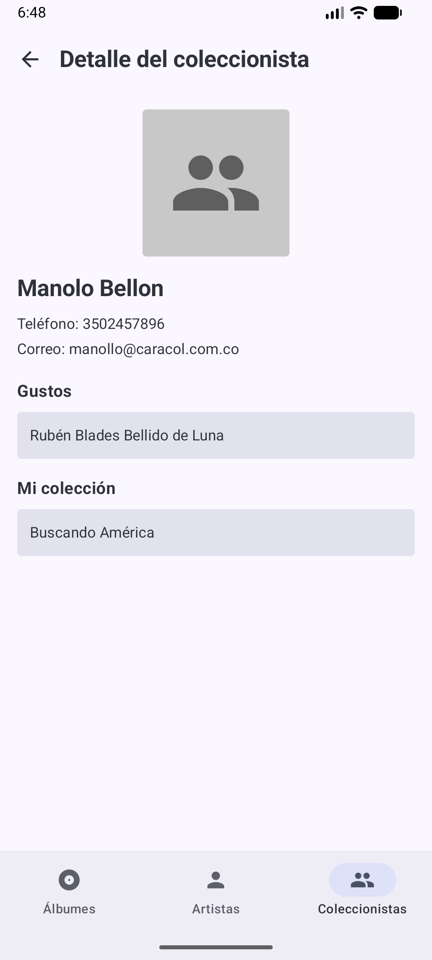 6:48
Detalle del coleccionista
Manolo Bellon
Teléfono: 3502457896
Correo: manollo@caracol.com.co
Gustos
Rubén Blades Bellido de Luna
Mi colección
Buscando América
Álbumes
Artistas
Coleccionistas